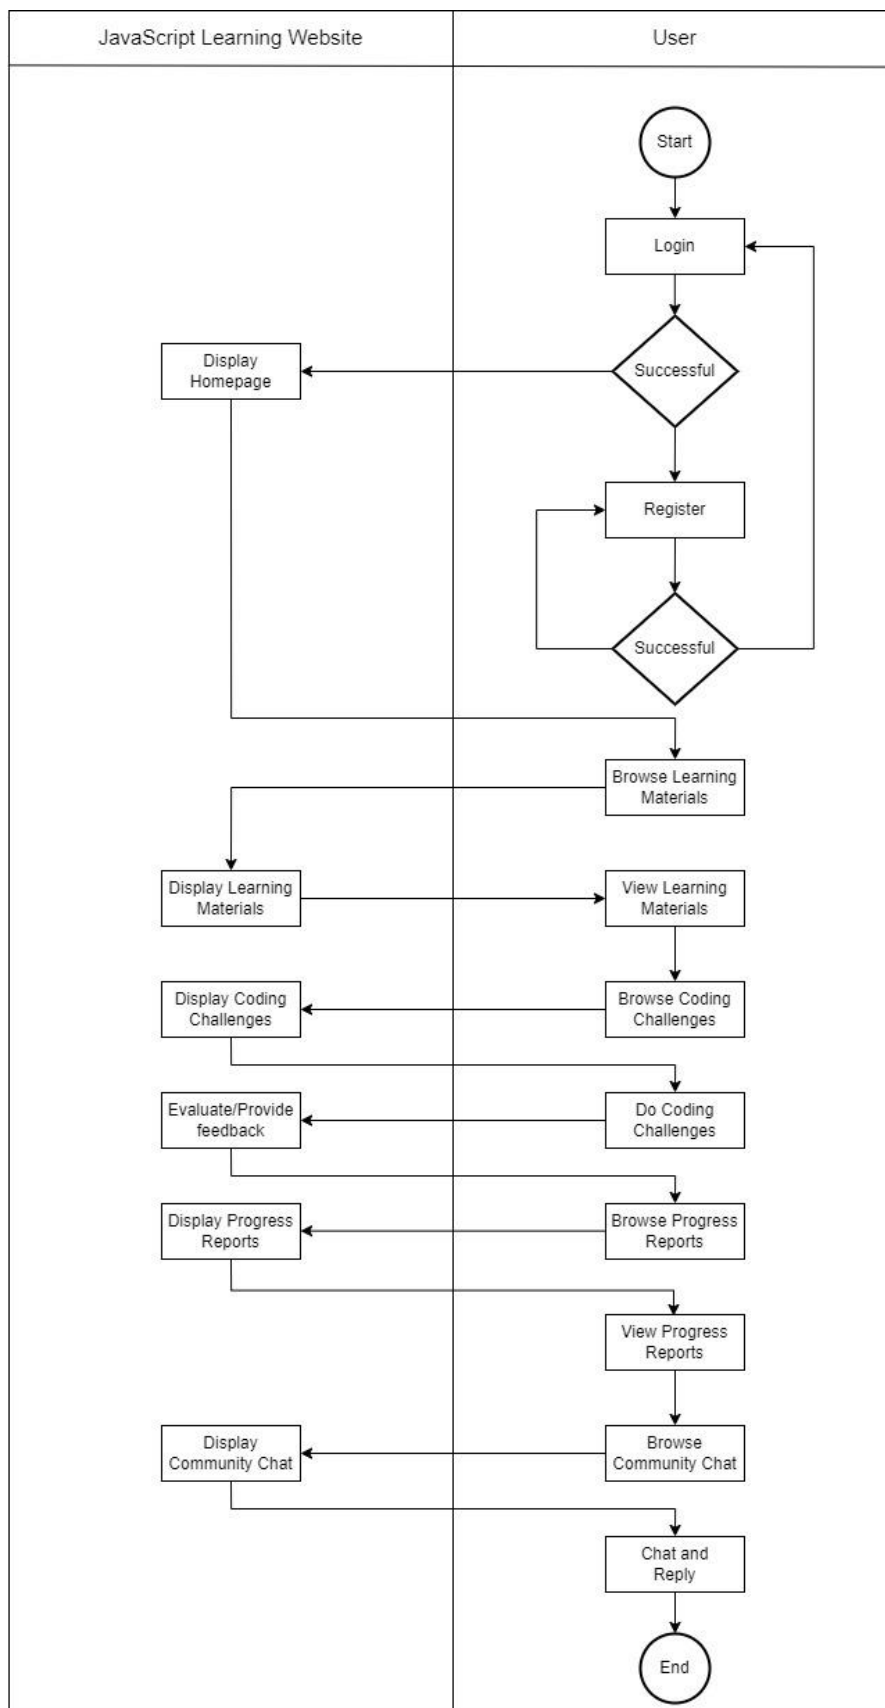 JavaScript Learning Website
User
Start
Login
Display
Homepage
Successful
Register
Successful
Browse Learning
Materials
Display Learning
Materials
View Learning
Materials
Display Coding
Challenges
Browse Coding
Challenges
Evaluate/Provide
feedback
Do Coding
Challenges
Display Progress
Reports
Browse Progress
Reports
View Progress
Reports
Display
Community Chat
Browse
Community Chat
Chat and
Reply
End